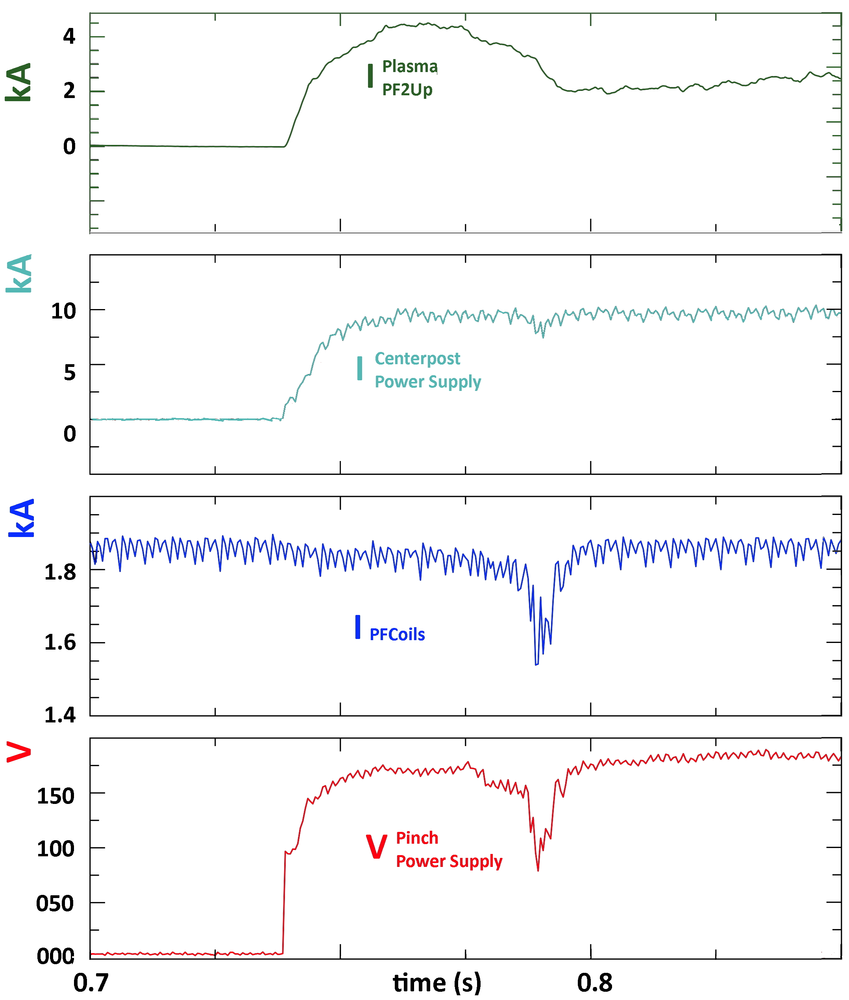 kA
4
2
0
I Plasma
PF2Up
kA
10
5
0
I Centerpost
Power Supply
kA
1.8
1.6
1.4
I PFCoils
V
150
100
050
000
V Pinch
Power Supply
0.7
time (s)
0.8